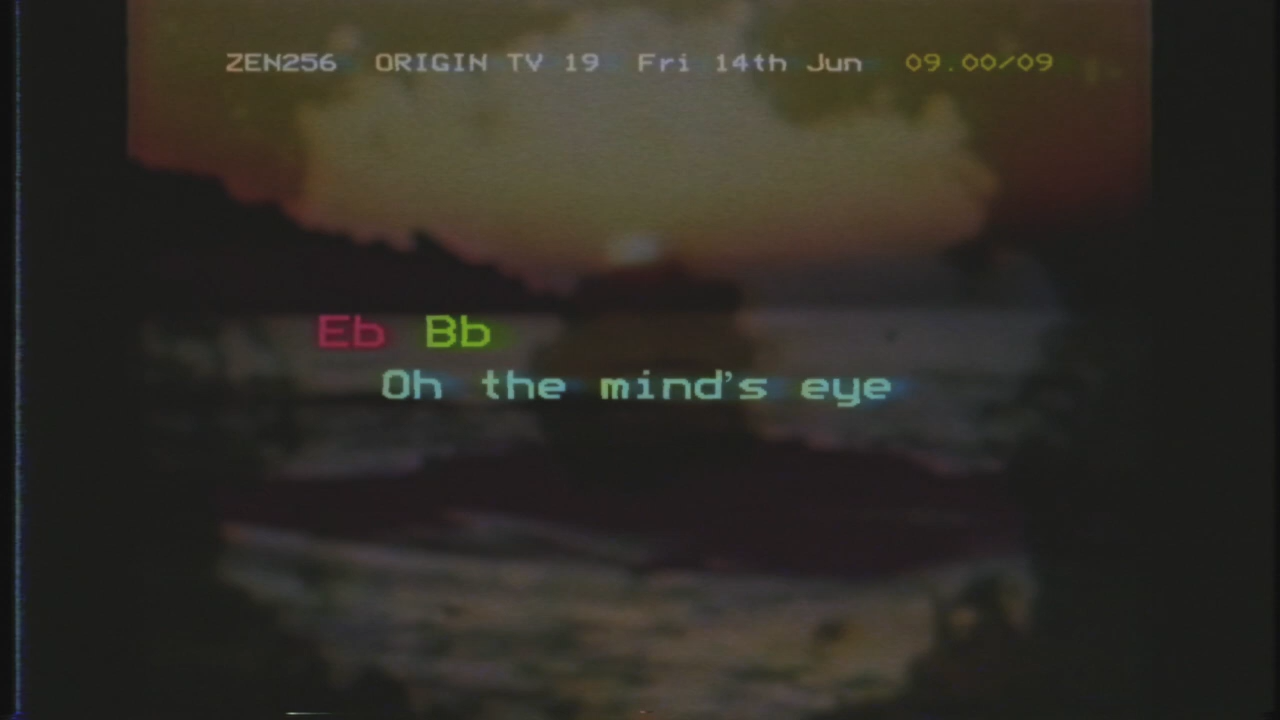 ZEN256 ORIGIN TV 19 Fri 14th Jun 09.00/09
Eb Bb
Oh the mind's eye